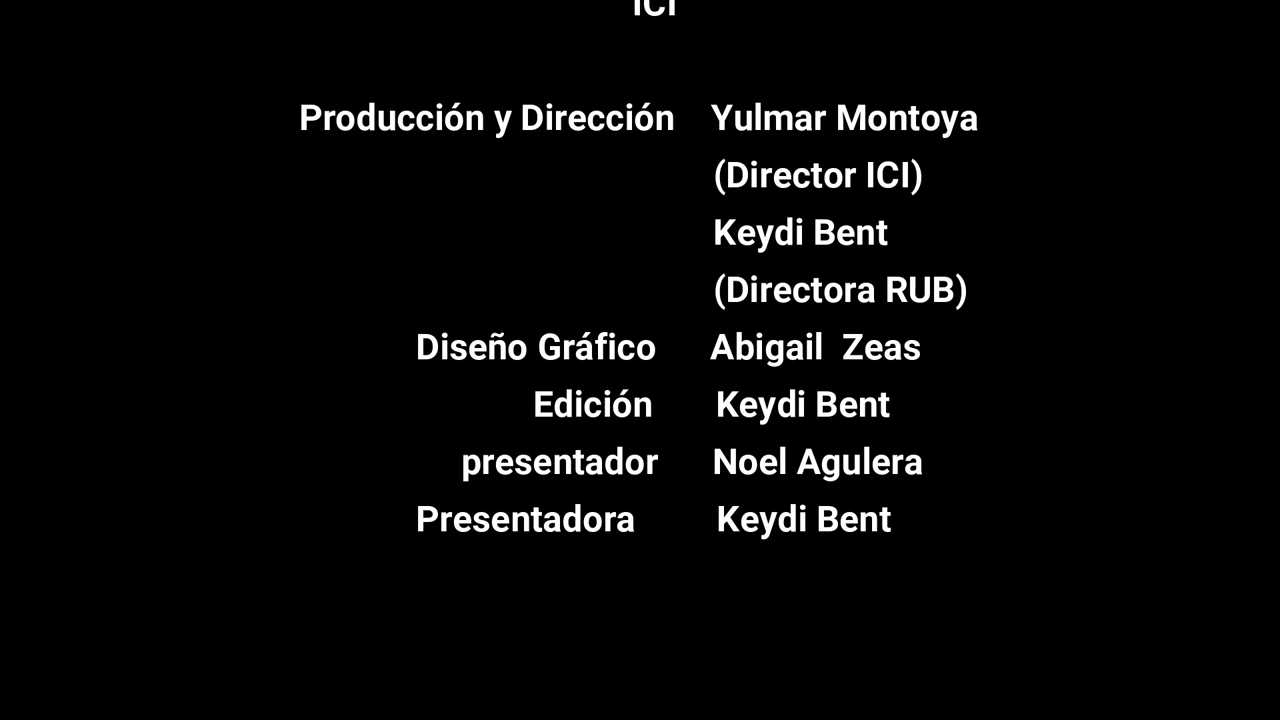 ICI
Producción y Dirección Yulmar Montoya
(Director ICI)
Keydi Bent
(Directora RUB)
Diseño Gráfico Abigail Zeas
Edición Keydi Bent
presentador Noel Agulera
Presentadora Keydi Bent